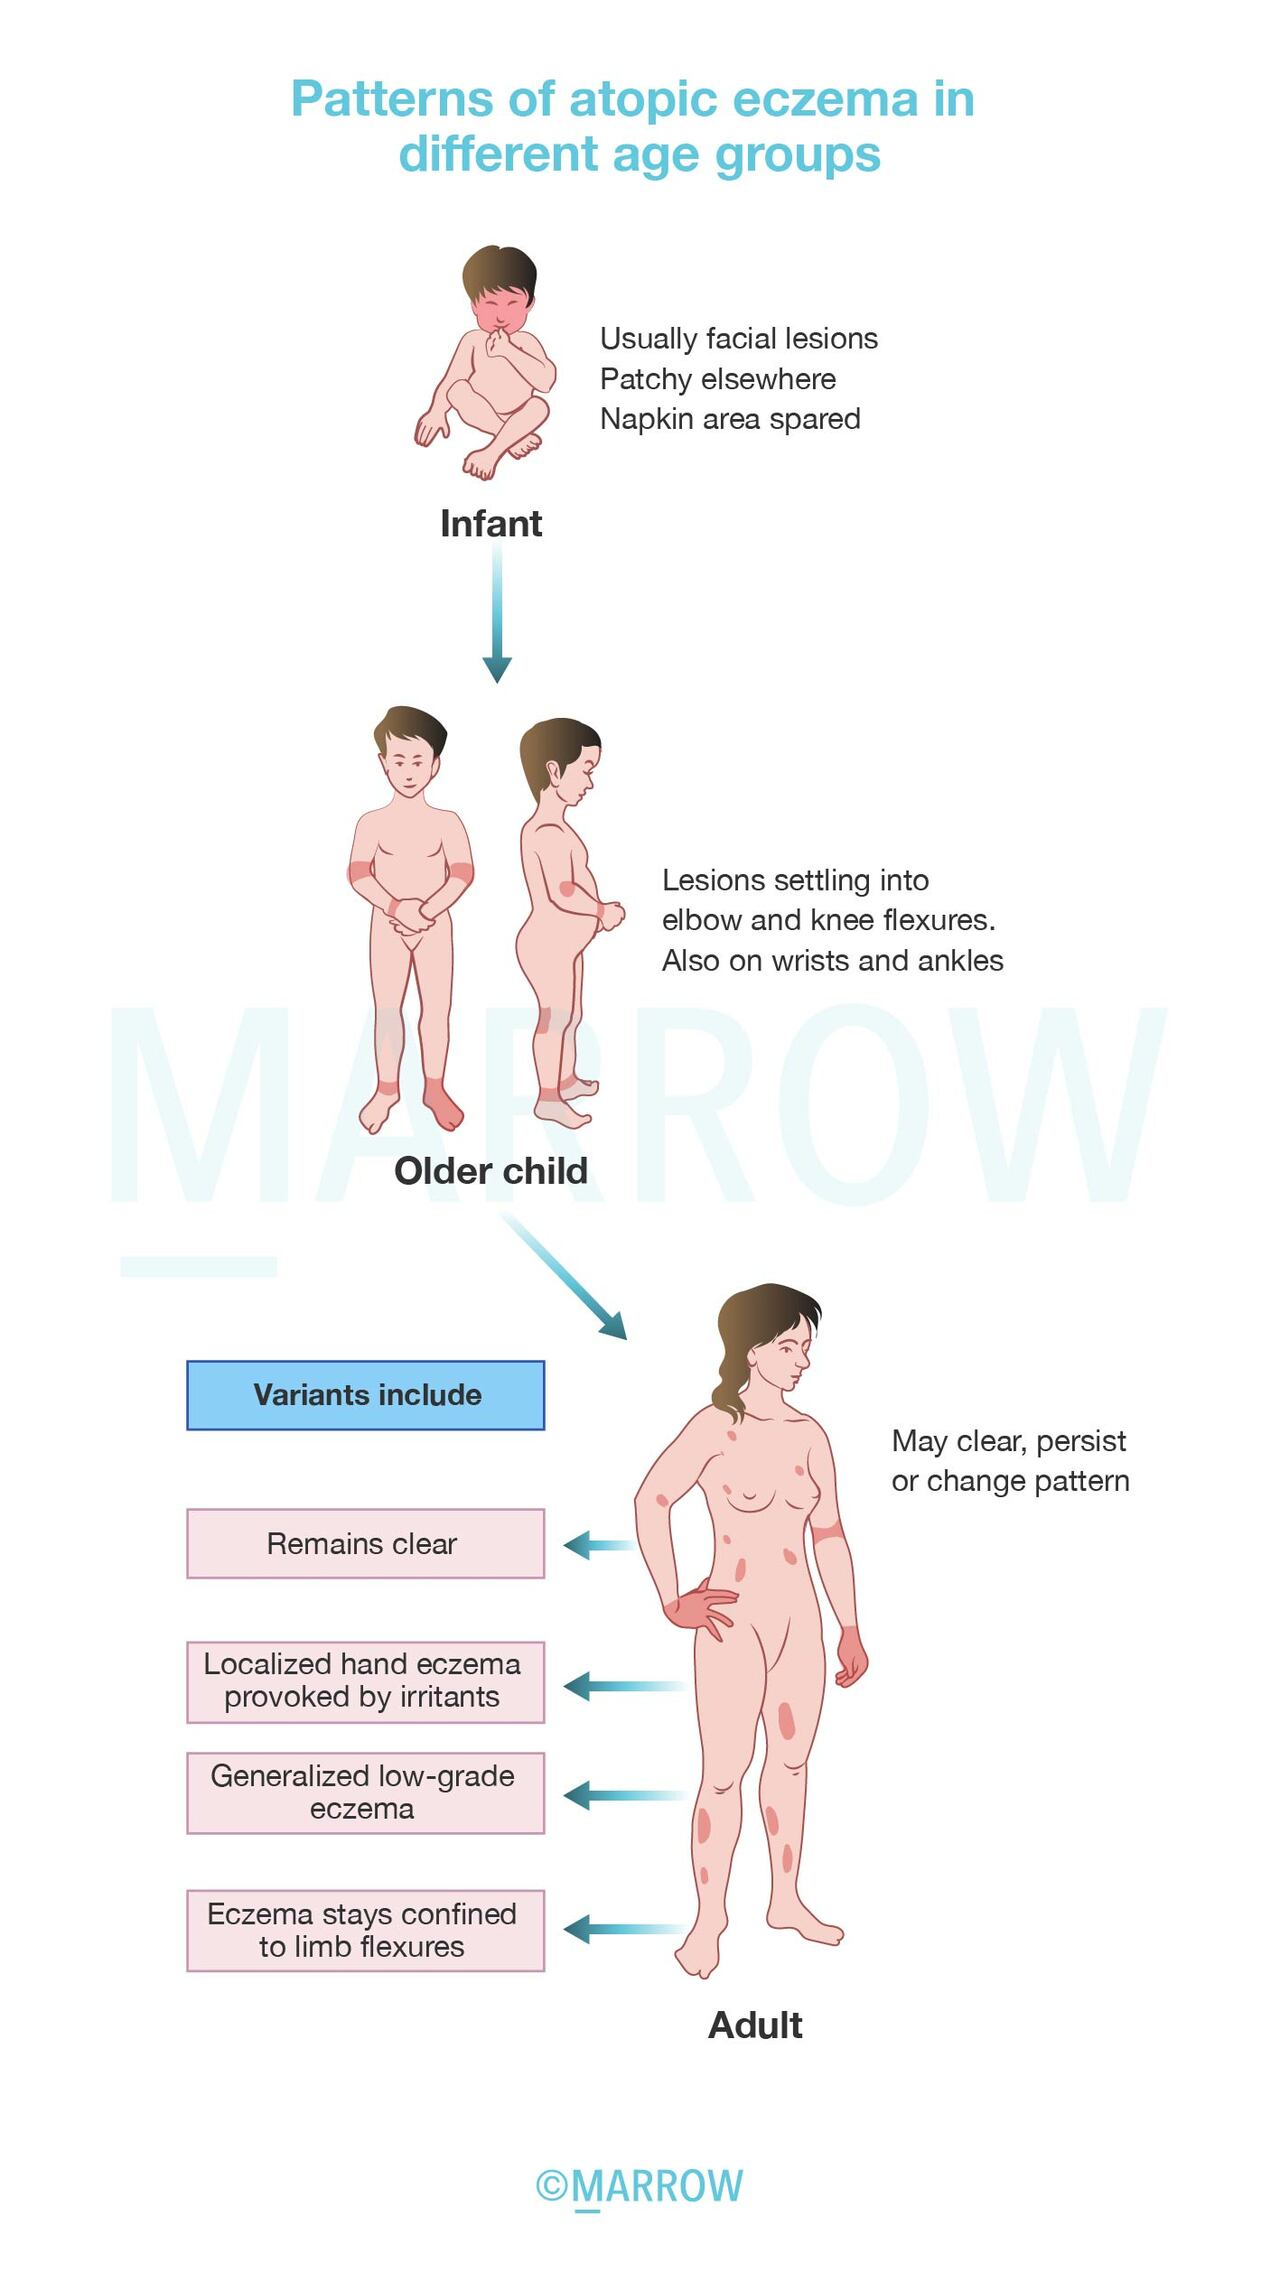 Patterns of atopic eczema in
different age groups
Usually facial lesions
Patchy elsewhere
Napkin area spared
Infant
Lesions settling into
elbow and knee flexures.
Also on wrists and ankles
MARROW
Older child
Variants include
May clear, persist
or change pattern
Remains clear
Localized hand eczema
provoked by irritants
Generalized low-grade
eczema
Eczema stays confined
to limb flexures
Adult
©MARROW